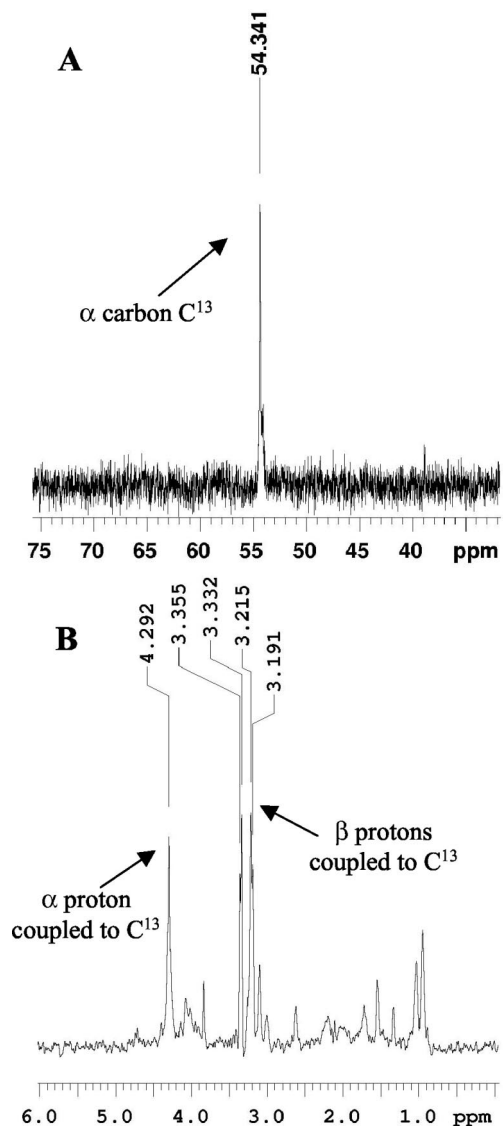 A
54.341
α carbon C¹³
75 70 65 60 55 50 45 40 ppm
B
4.292
3.355
3.332
3.215
3.191
β protons
coupled to C¹³
α proton
coupled to C¹³
6.0 5.0 4.0 3.0 2.0 1.0 ppm